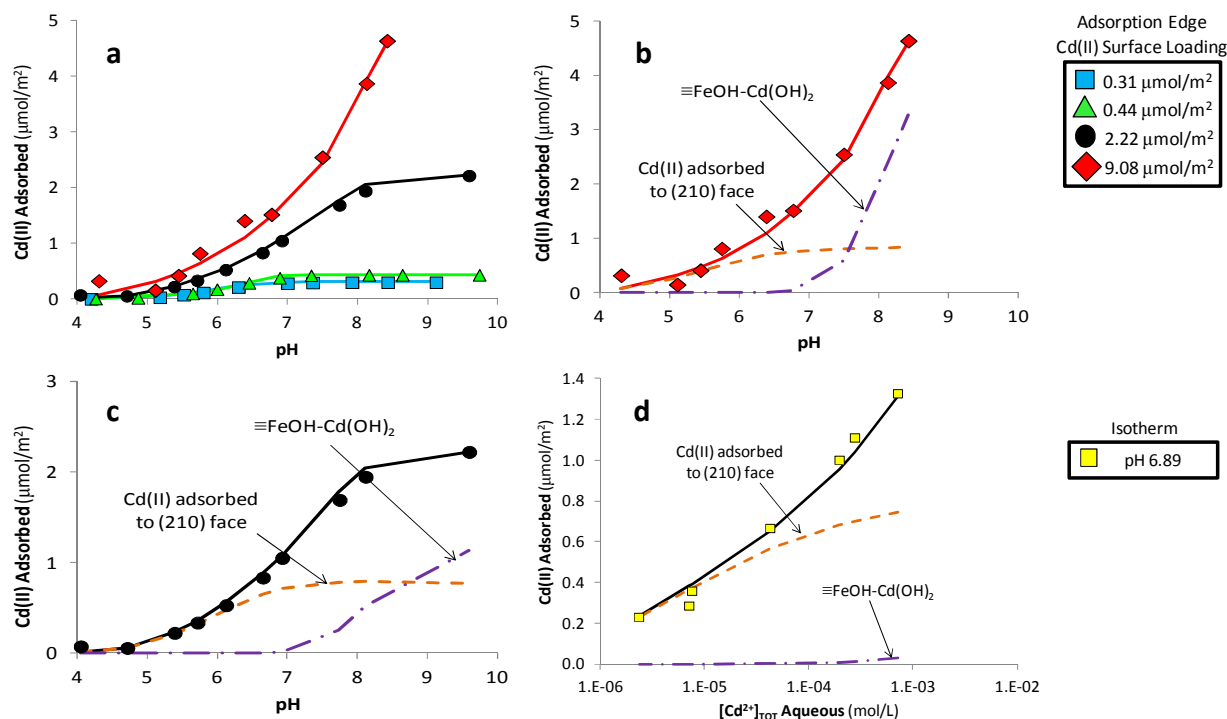 a
Cd(II) Adsorbed (μmol/m²)
5
4
3
2
1
0
4 5 6 7 8 9 10
pH
b
Cd(II) Adsorbed (μmol/m²)
5
4
3
2
1
0
≡FeOH-Cd(OH)₂
Cd(II) adsorbed
to (210) face
4 5 6 7 8 9 10
pH
Adsorption Edge
Cd(II) Surface Loading
0.31 μmol/m²
0.44 μmol/m²
2.22 μmol/m²
9.08 μmol/m²
c
Cd(II) Adsorbed (μmol/m²)
3
2
1
0
≡FeOH-Cd(OH)₂
Cd(II) adsorbed
to (210) face
4 5 6 7 8 9 10
pH
d
Cd(II) Adsorbed (μmol/m²)
1.4
1.2
1.0
0.8
0.6
0.4
0.2
0.0
Cd(II) adsorbed
to (210) face
≡FeOH-Cd(OH)₂
1.E-06 1.E-05 1.E-04 1.E-03 1.E-02
[Cd²⁺]TOT Aqueous (mol/L)
Isotherm
pH 6.89